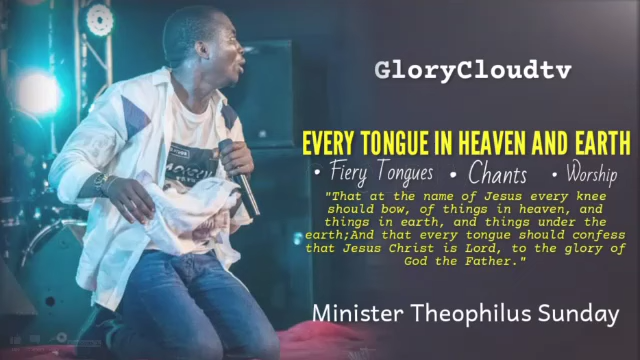 GloryCloudtv
EVERY TONGUE IN HEAVEN AND EARTH
• Fiery Tongues • Chants • Worship
"That at the name of Jesus every knee
should bow, of things in heaven, and
things in earth, and things under the
earth;And that every tongue should confess
that Jesus Christ is Lord, to the glory of
God the Father."
Minister Theophilus Sunday